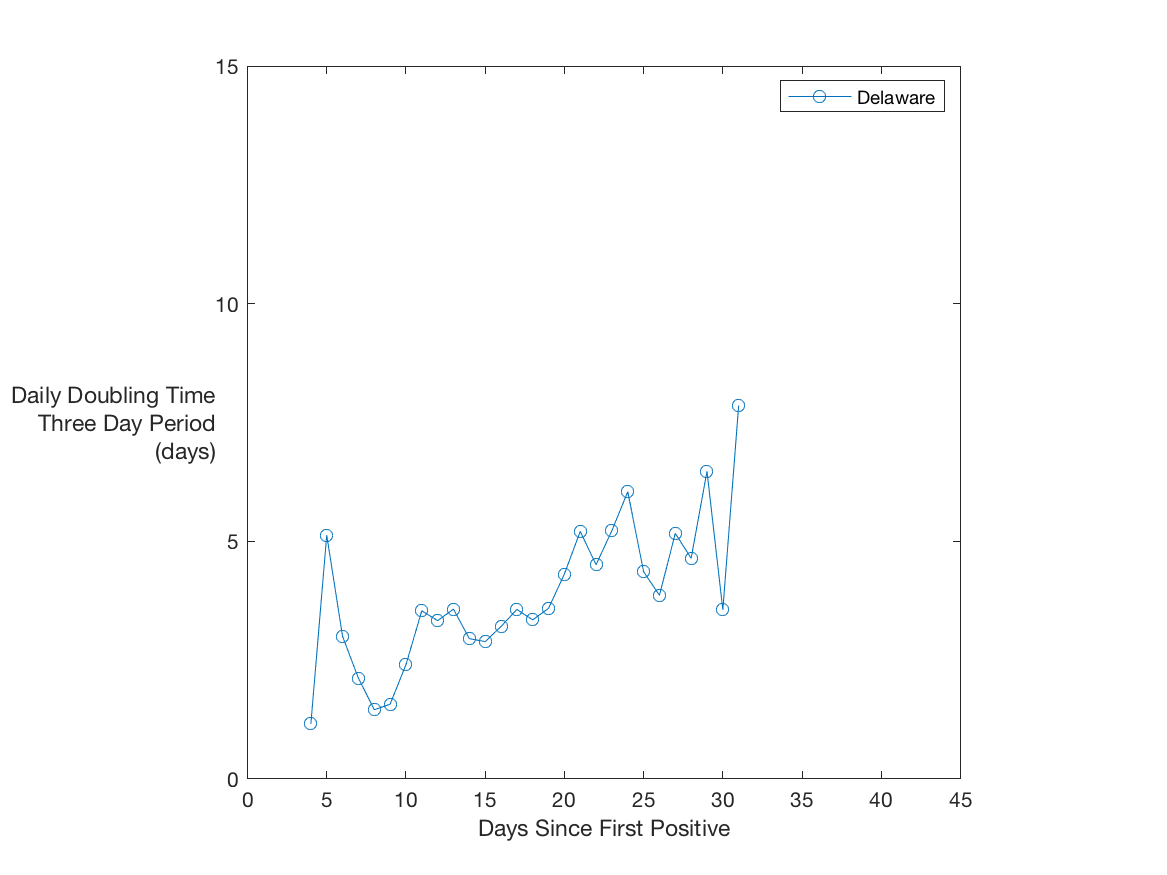 15
Delaware
10
Daily Doubling Time
Three Day Period
(days)
5
0
0 5 10 15 20 25 30 35 40 45
Days Since First Positive